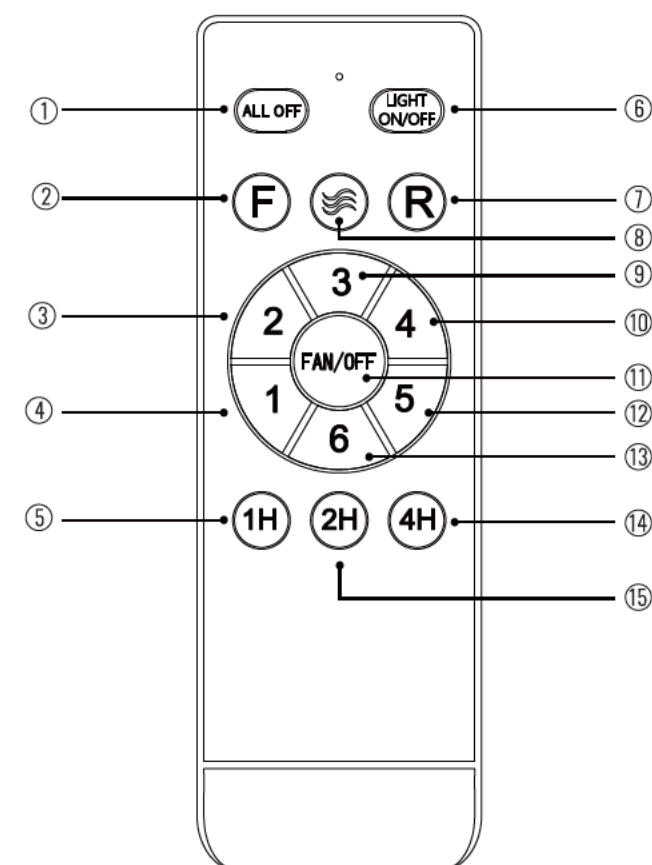 ① ALL OFF LIGHT ON/OFF ⑥
② F R ⑦
⑧
3 ⑨
③ 2 4 ⑩
FAN/OFF ⑪
④ 1 5 ⑫
6 ⑬
⑤ 1H 2H 4H ⑭
⑮